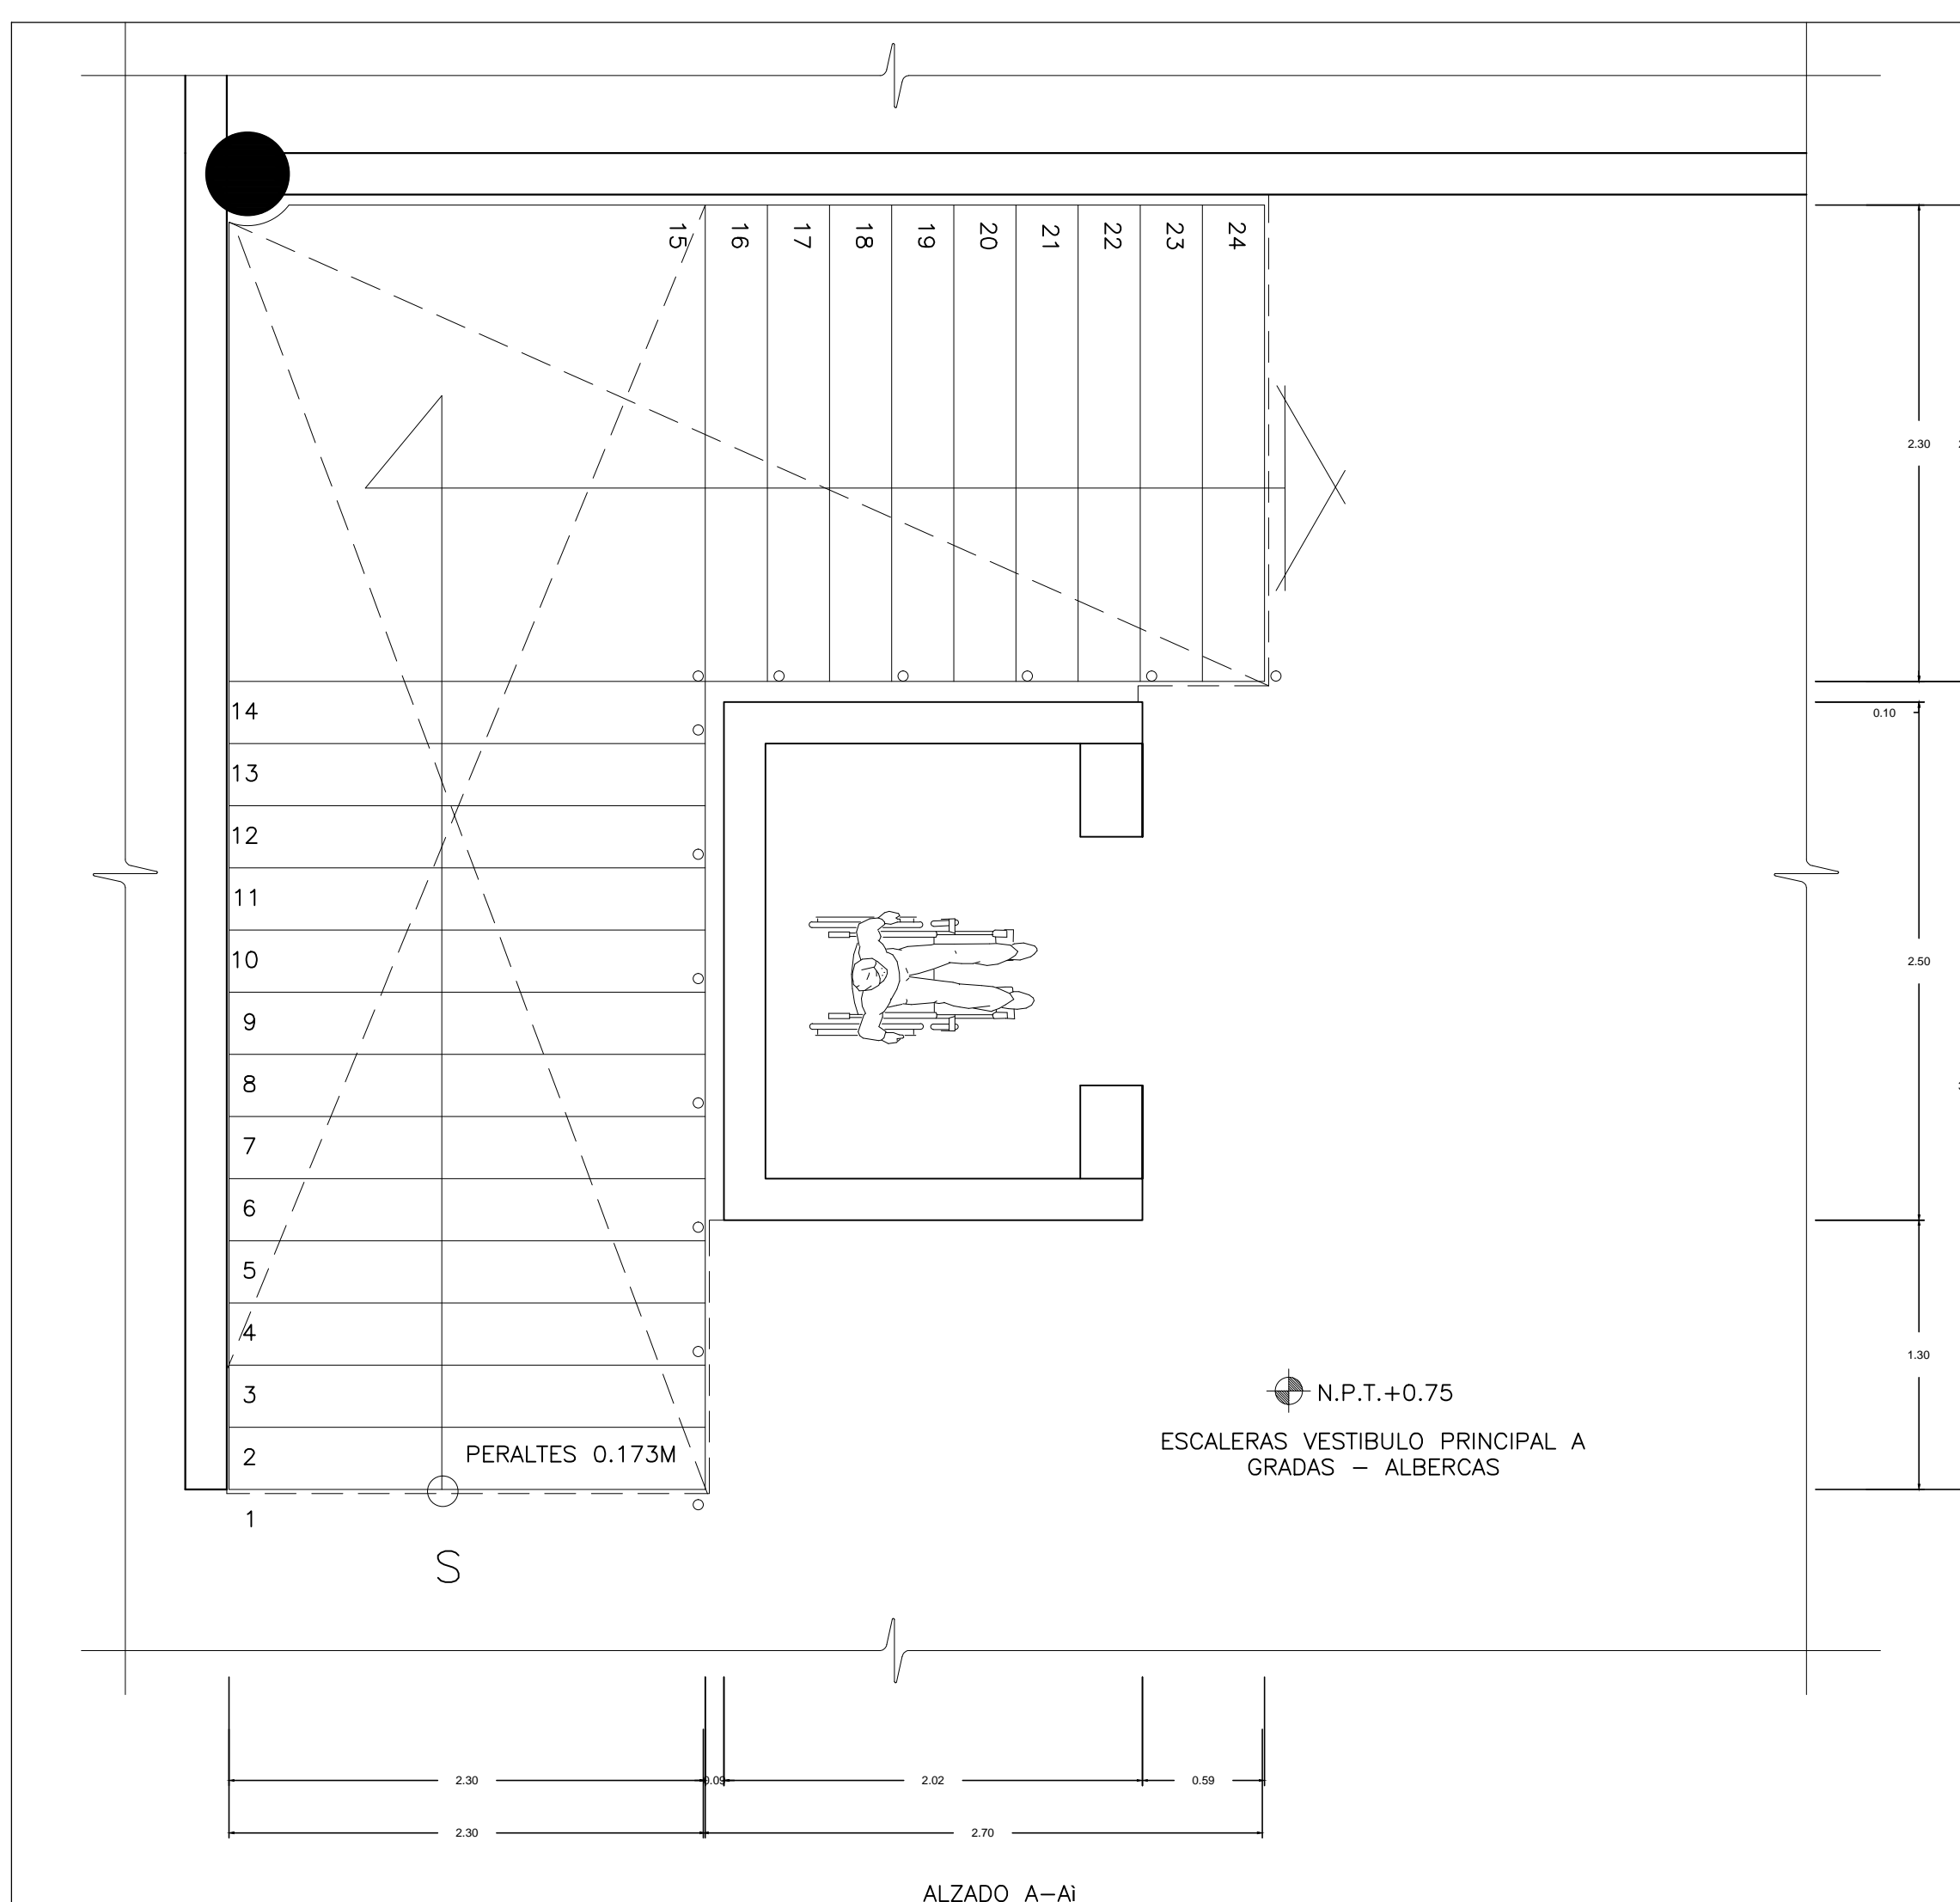 15 16 17 18 19 20 21 22 23 24
2.30
14
0.10
13
12
11
10
2.50
9
8
7
6
5
4
1.30
3
N.P.T.+0.75
ESCALERAS VESTIBULO PRINCIPAL A
GRADAS – ALBERCAS
2
PERALTES 0.173M
1
S
2.30 0.09 2.02 0.59
2.30 2.70
ALZADO A–Aì